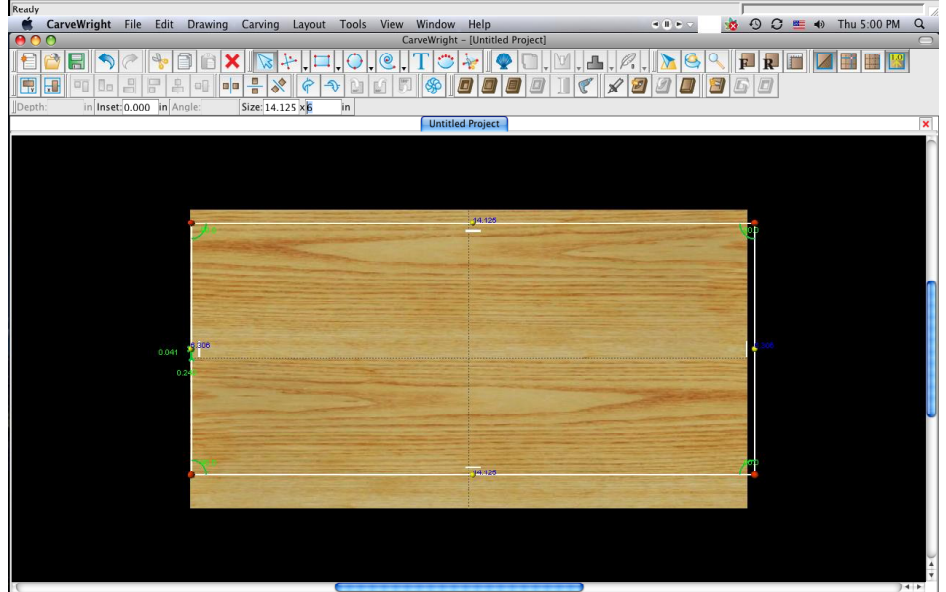 Ready
CarveWright File Edit Drawing Carving Layout Tools View Window Help Thu 5:00 PM
CarveWright – [Untitled Project]
T F R
Depth: in Inset: 0.000 in Angle: Size: 14.125 x 6 in
Untitled Project
14.125
0.041
0.24
14.125